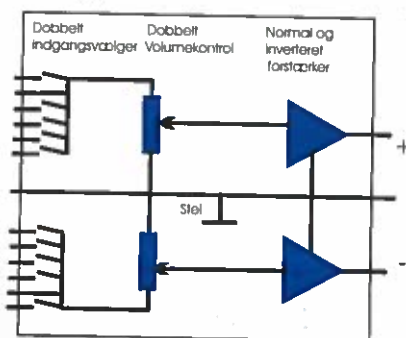 Dobbelt
indgangsvælger
Dobbelt
Volumekontrol
Normal og
inverteret
forstærker
+
Stel
-